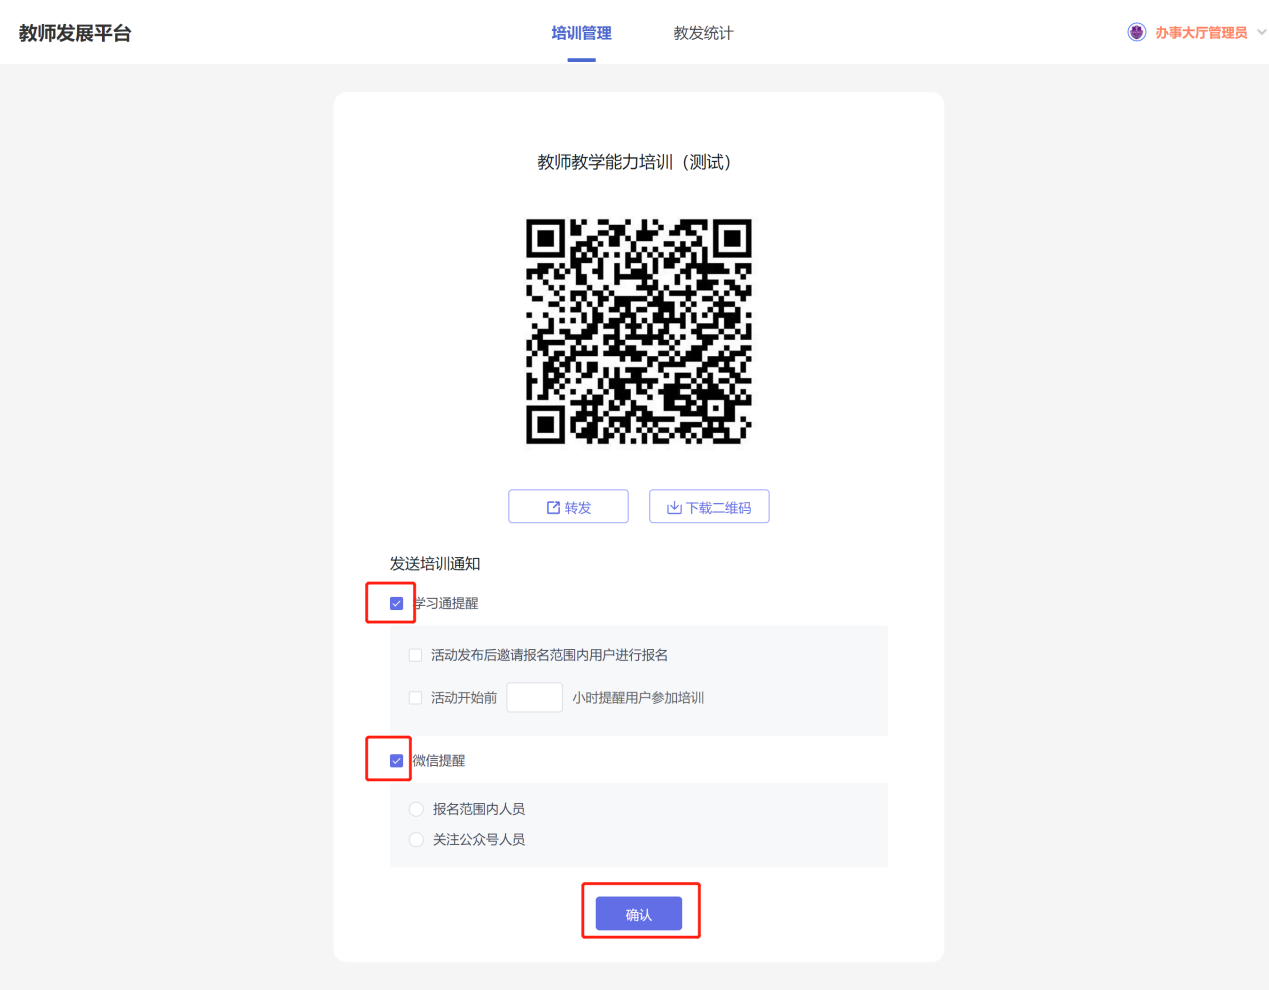 教师发展平台
培训管理
教发统计
办事大厅管理员
教师教学能力培训（测试）
转发
下载二维码
发送培训通知
学习通提醒
活动发布后邀请报名范围内用户进行报名
活动开始前 小时提醒用户参加培训
微信提醒
报名范围内人员
关注公众号人员
确认